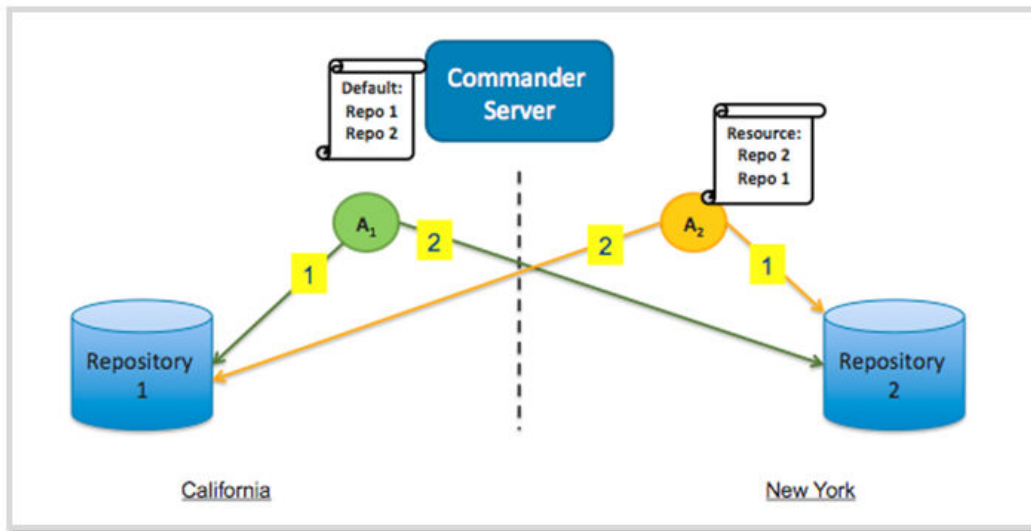 Commander
Server
Default:
Repo 1
Repo 2
Resource:
Repo 2
Repo 1
A1
2
2
A2
1
1
Repository
1
Repository
2
California
New York